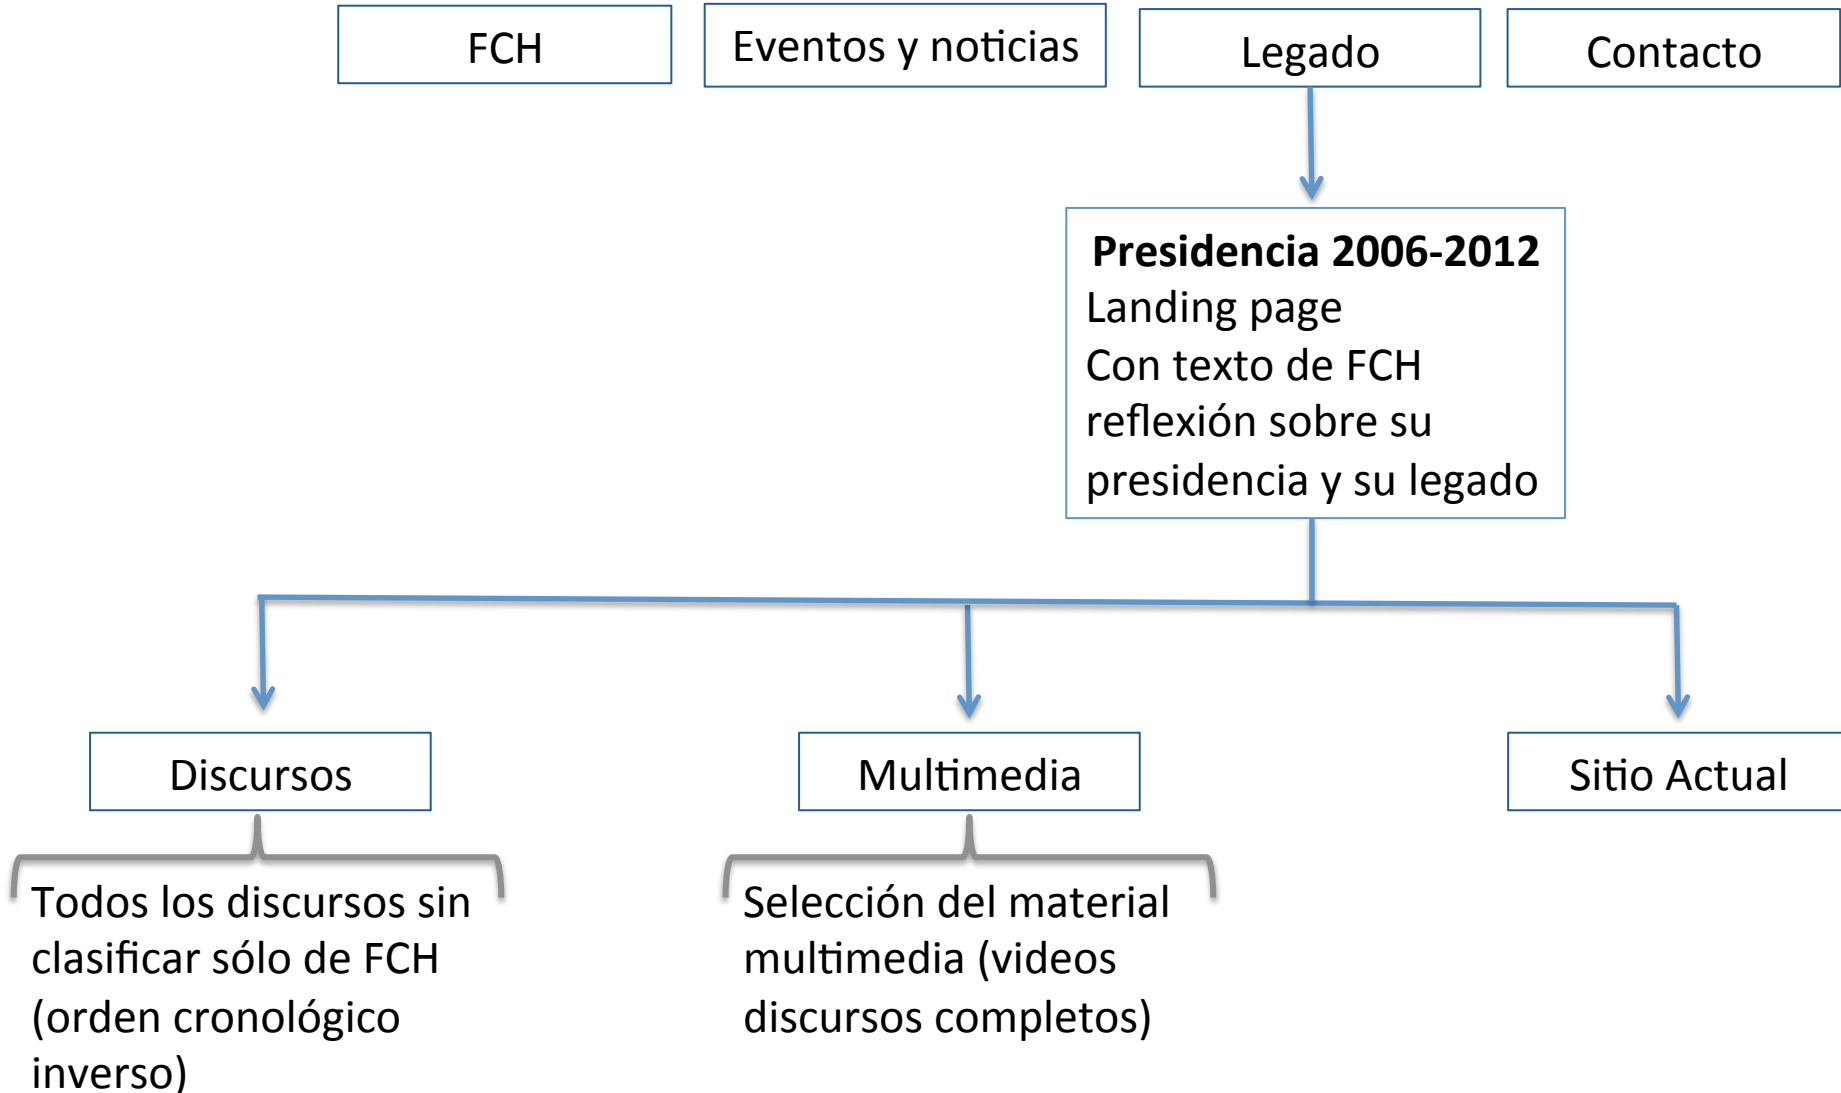 FCH
Eventos y noticias
Legado
Contacto
Presidencia 2006-2012
Landing page
Con texto de FCH
reflexión sobre su
presidencia y su legado
Discursos
Multimedia
Sitio Actual
Todos los discursos sin
clasificar sólo de FCH
(orden cronológico
inverso)
Selección del material
multimedia (videos
discursos completos)